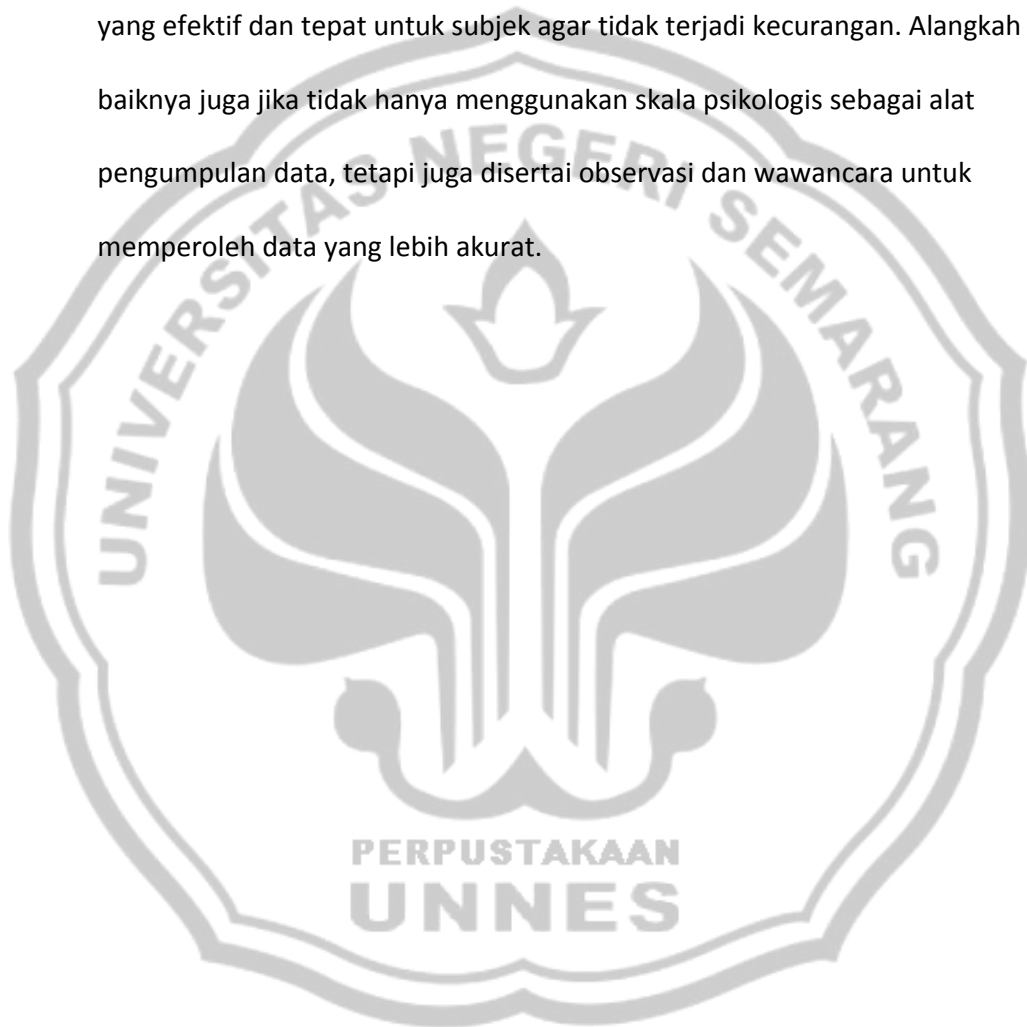 yang efektif dan tepat untuk subjek agar tidak terjadi kecurangan. Alangkah
baiknya juga jika tidak hanya menggunakan skala psikologis sebagai alat
pengumpulan data, tetapi juga disertai observasi dan wawancara untuk
memperoleh data yang lebih akurat.
UNIVERSITAS NEGERI SEMARANG
PERPUSTAKAAN
UNNES